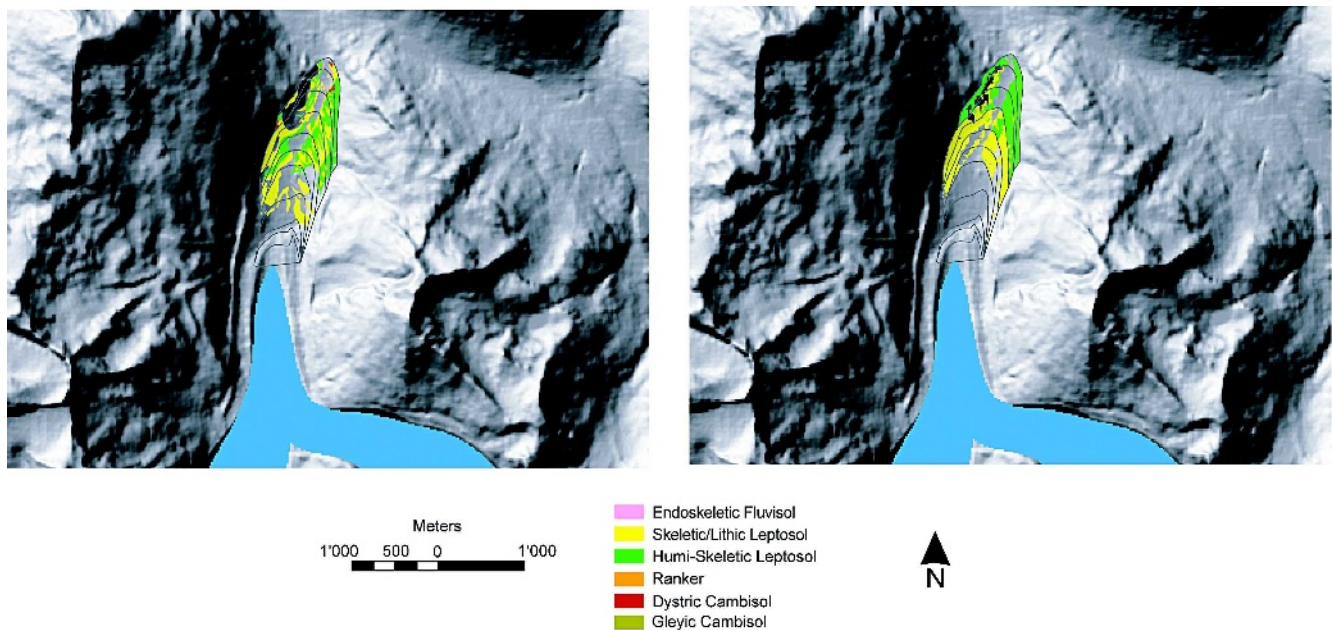 Meters
1'000 500 0 1'000
Endoskeletic Fluvisol
Skeletic/Lithic Leptosol
Humi-Skeletic Leptosol
Ranker
Dystric Cambisol
Gleyic Cambisol
N